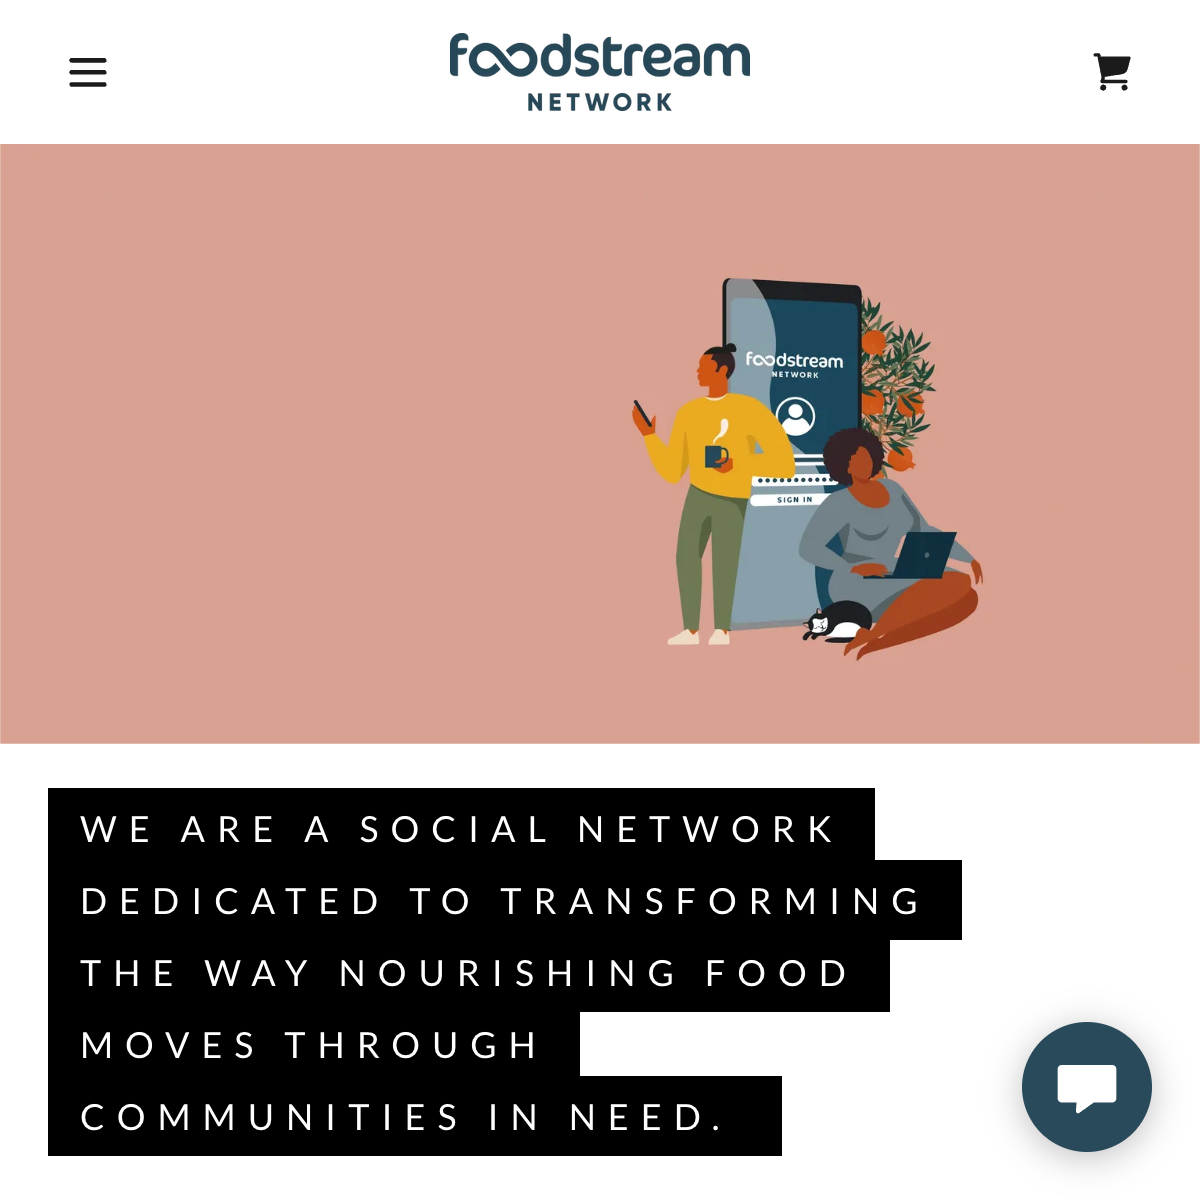 foodstream
NETWORK
foodstream
NETWORK
SIGN IN
WE ARE A SOCIAL NETWORK
DEDICATED TO TRANSFORMING
THE WAY NOURISHING FOOD
MOVES THROUGH
COMMUNITIES IN NEED.